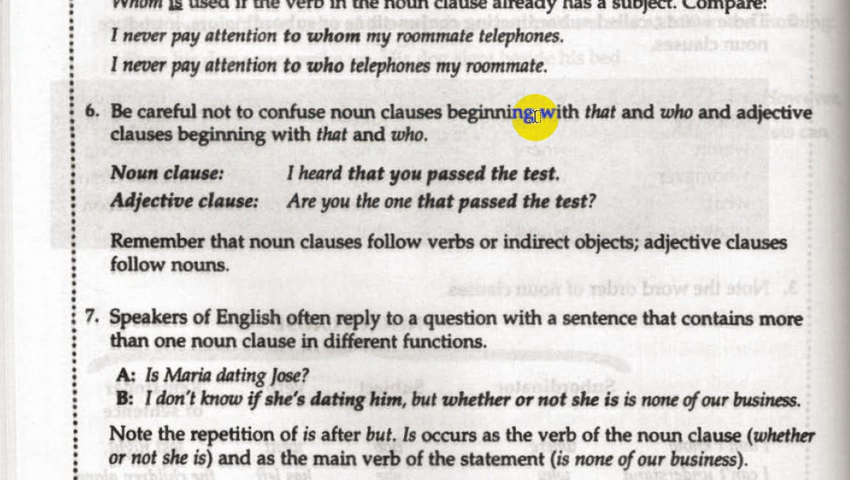 Whom is used if the verb in the noun clause already has a subject. Compare:
I never pay attention to whom my roommate telephones.
I never pay attention to who telephones my roommate.
6. Be careful not to confuse noun clauses beginning with that and who and adjective
clauses beginning with that and who.
Noun clause: I heard that you passed the test.
Adjective clause: Are you the one that passed the test?
Remember that noun clauses follow verbs or indirect objects; adjective clauses
follow nouns.
7. Speakers of English often reply to a question with a sentence that contains more
than one noun clause in different functions.
A: Is Maria dating Jose?
B: I don't know if she's dating him, but whether or not she is is none of our business.
Note the repetition of is after but. Is occurs as the verb of the noun clause (whether
or not she is) and as the main verb of the statement (is none of our business).